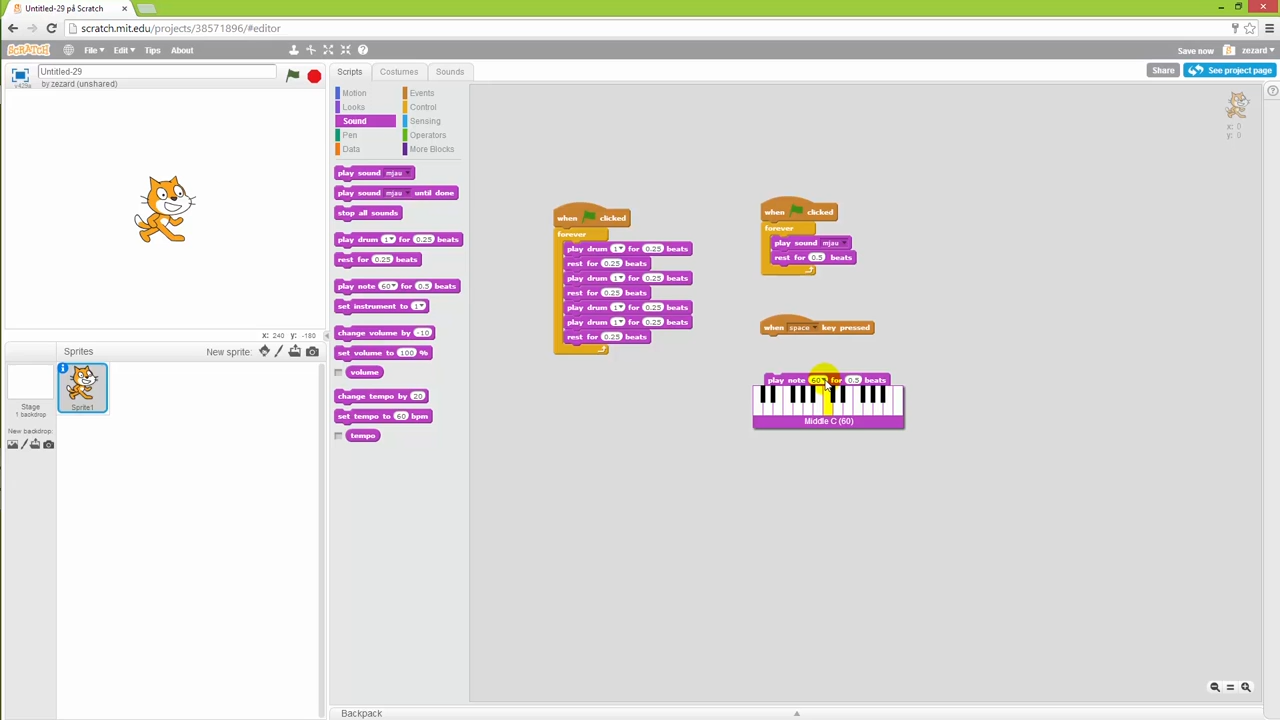 Untitled-29 på Scratch
scratch.mit.edu/projects/38571896/#editor
SCRATCH File Edit Tips About Save now zezard
Untitled-29
by zezard (unshared)
v429a
Scripts Costumes Sounds
Share See project page
Motion Events
Looks Control
Sound Sensing
Pen Operators
Data More Blocks
play sound mjau
play sound mjau until done
stop all sounds
play drum 1 for 0.25 beats
rest for 0.25 beats
play note 60 for 0.5 beats
set instrument to 1
change volume by -10
set volume to 100 %
volume
change tempo by 20
set tempo to 60 bpm
tempo
when clicked
forever
play drum 1 for 0.25 beats
rest for 0.25 beats
play drum 1 for 0.25 beats
rest for 0.25 beats
play drum 1 for 0.25 beats
play drum 1 for 0.25 beats
rest for 0.25 beats
when clicked
forever
play sound mjau
rest for 0.5 beats
when space key pressed
play note 60 for 0.5 beats
Middle C (60)
x: 0
y: 0
x: 240 y: -180
Sprites New sprite:
Stage
1 backdrop
New backdrop:
Sprite1
Backpack